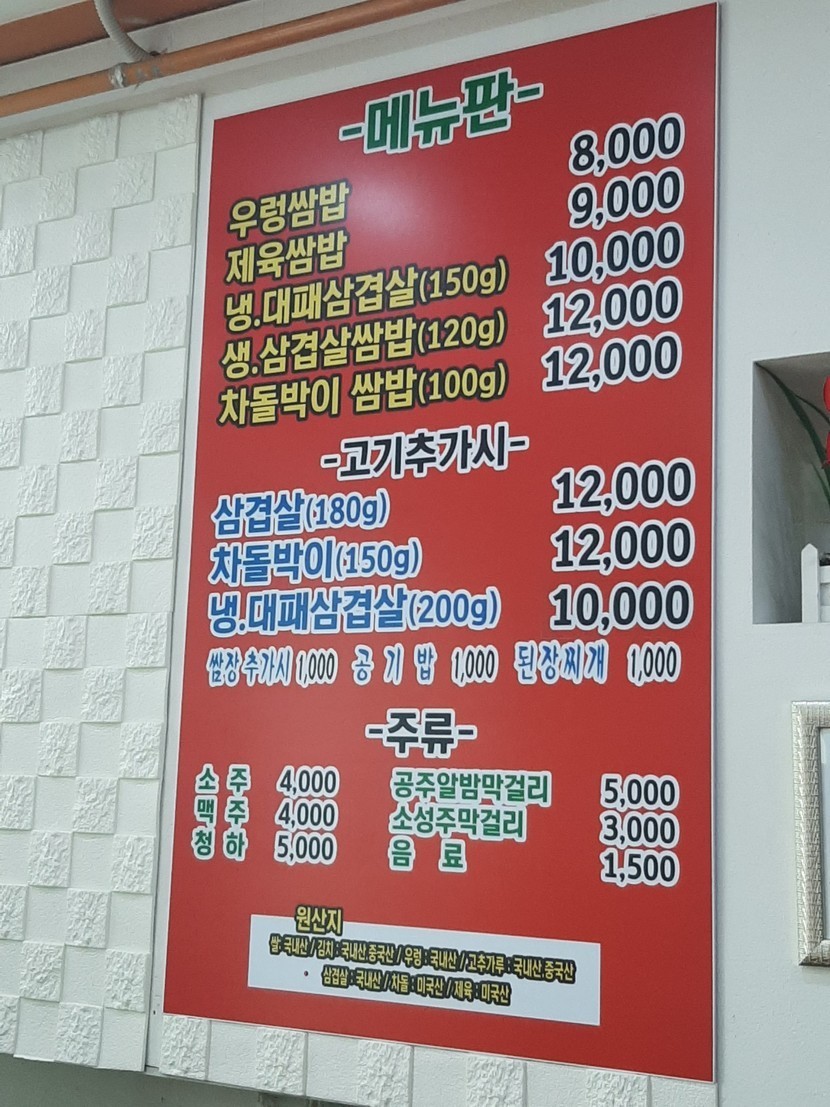 -메뉴판-
우렁쌈밥 8,000
제육쌈밥 9,000
냉.대패삼겹살(150g) 10,000
생.삼겹살쌈밥(120g) 12,000
차돌박이 쌈밥(100g) 12,000
-고기추가시-
삼겹살(180g) 12,000
차돌박이(150g) 12,000
냉.대패삼겹살(200g) 10,000
쌈장추가시 1,000 공기밥 1,000 된장찌개 1,000
-주류-
소주 4,000 공주알밤막걸리 5,000
맥주 4,000 소성주막걸리 3,000
청하 5,000 음료 1,500
원산지
쌀: 국내산 / 김치 : 국내산.중국산 / 우렁 : 국내산 / 고추가루 : 국내산.중국산
삼겹살 : 국내산 / 차돌 : 미국산 / 제육 : 미국산